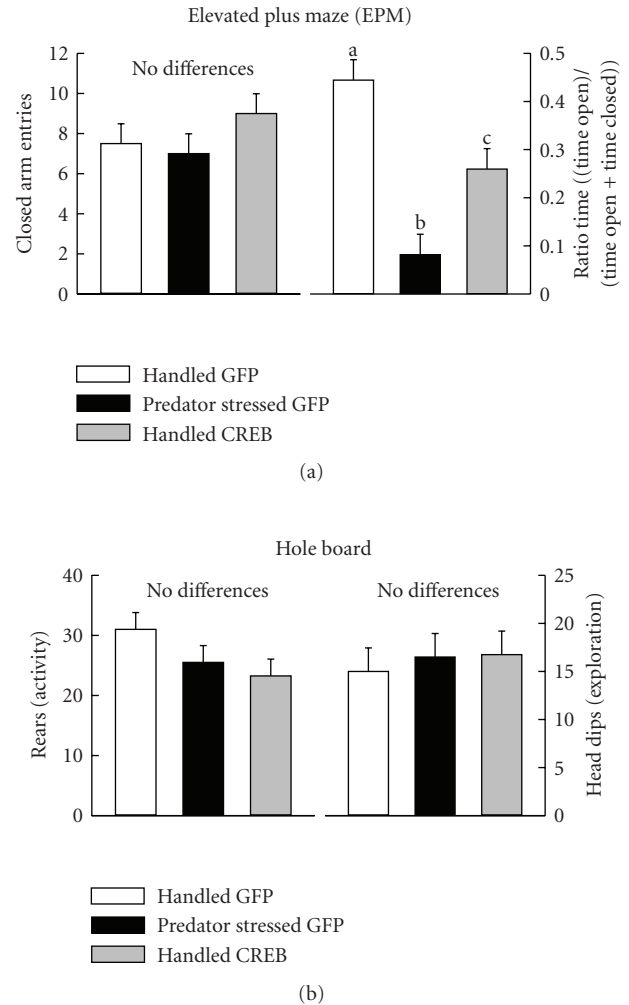 Elevated plus maze (EPM)
No differences
Closed arm entries
12
10
8
6
4
2
0
a
b
c
0.5
0.4
0.3
0.2
0.1
0
Ratio time ((time open)/
(time open + time closed))
Handled GFP
Predator stressed GFP
Handled CREB
(a)
Hole board
No differences
No differences
Rears (activity)
40
30
20
10
0
25
20
15
10
5
0
Head dips (exploration)
Handled GFP
Predator stressed GFP
Handled CREB
(b)